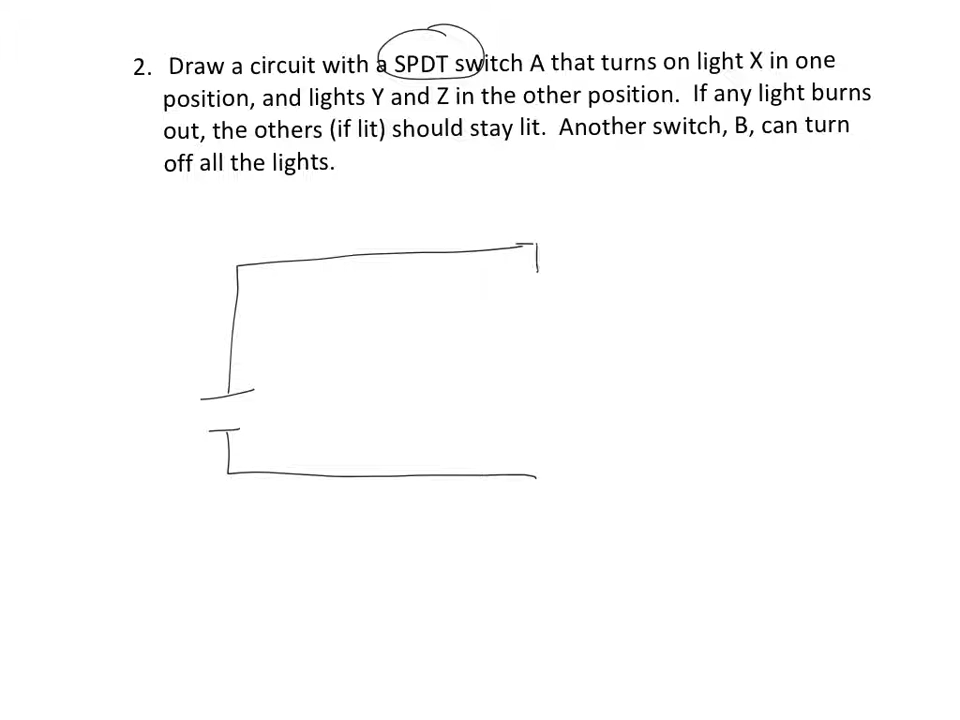 2. Draw a circuit with a SPDT switch A that turns on light X in one
position, and lights Y and Z in the other position. If any light burns
out, the others (if lit) should stay lit. Another switch, B, can turn
off all the lights.